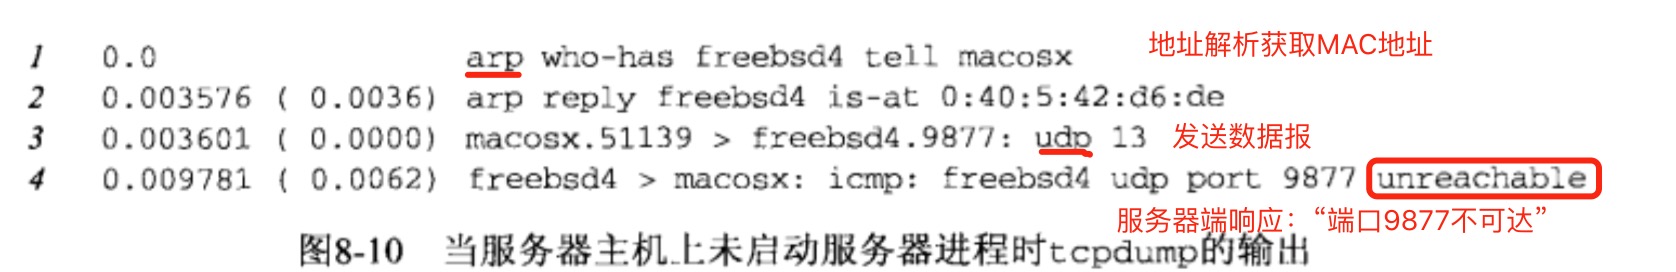 1 0.0 arp who-has freebsd4 tell macosx 地址解析获取MAC地址
2 0.003576 ( 0.0036) arp reply freebsd4 is-at 0:40:5:42:d6:de
3 0.003601 ( 0.0000) macosx.51139 > freebsd4.9877: udp 13 发送数据报
4 0.009781 ( 0.0062) freebsd4 > macosx: icmp: freebsd4 udp port 9877 unreachable
服务器端响应：“端口9877不可达”
图8-10 当服务器主机上未启动服务器进程时tcpdump的输出